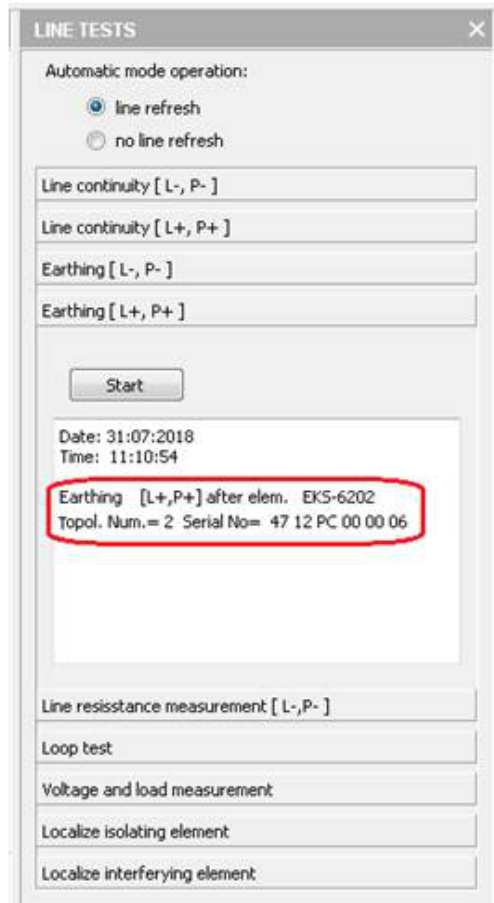 LINE TESTS
Automatic mode operation:
line refresh
no line refresh
Line continuity [ L-, P- ]
Line continuity [ L+, P+ ]
Earthing [ L-, P- ]
Earthing [ L+, P+ ]
Start
Date: 31:07:2018
Time: 11:10:54
Earthing [L+,P+] after elem. EKS-6202
Topol. Num.= 2 Serial No= 47 12 PC 00 00 06
Line resisstance measurement [ L-,P- ]
Loop test
Voltage and load measurement
Localize isolating element
Localize interferying element